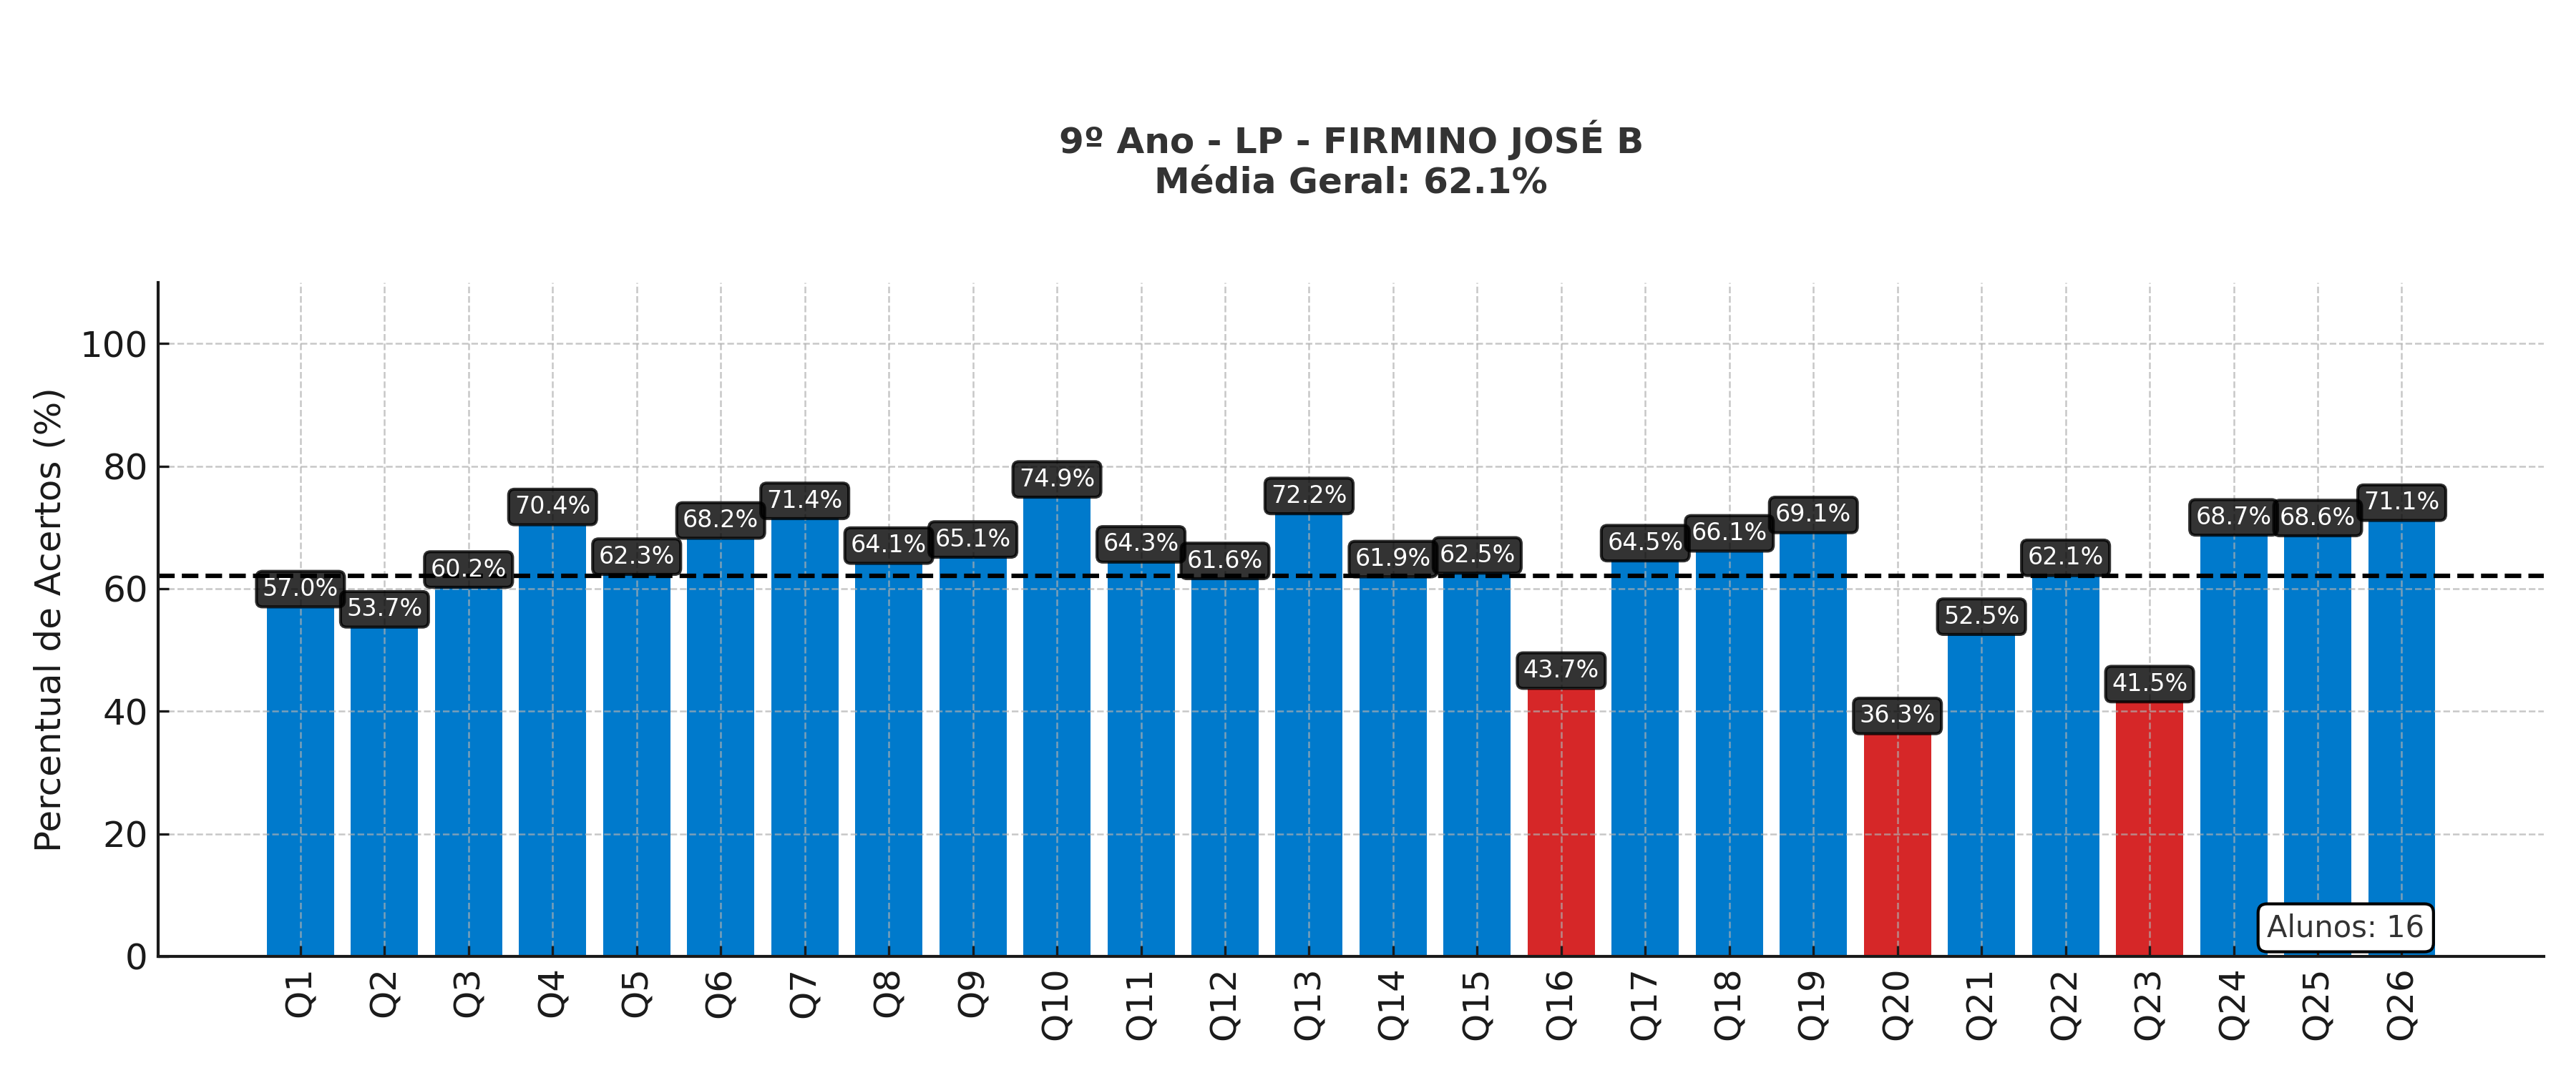 9º Ano - LP - FIRMINO JOSÉ B
Média Geral: 62.1%
Percentual de Acertos (%)
100
80
60
40
20
0
57.0%
53.7%
60.2%
70.4%
62.3%
68.2%
71.4%
64.1%
65.1%
74.9%
64.3%
61.6%
72.2%
61.9%
62.5%
43.7%
64.5%
66.1%
69.1%
36.3%
52.5%
62.1%
41.5%
68.7%
68.6%
71.1%
Alunos: 16
Q1
Q2
Q3
Q4
Q5
Q6
Q7
Q8
Q9
Q10
Q11
Q12
Q13
Q14
Q15
Q16
Q17
Q18
Q19
Q20
Q21
Q22
Q23
Q24
Q25
Q26